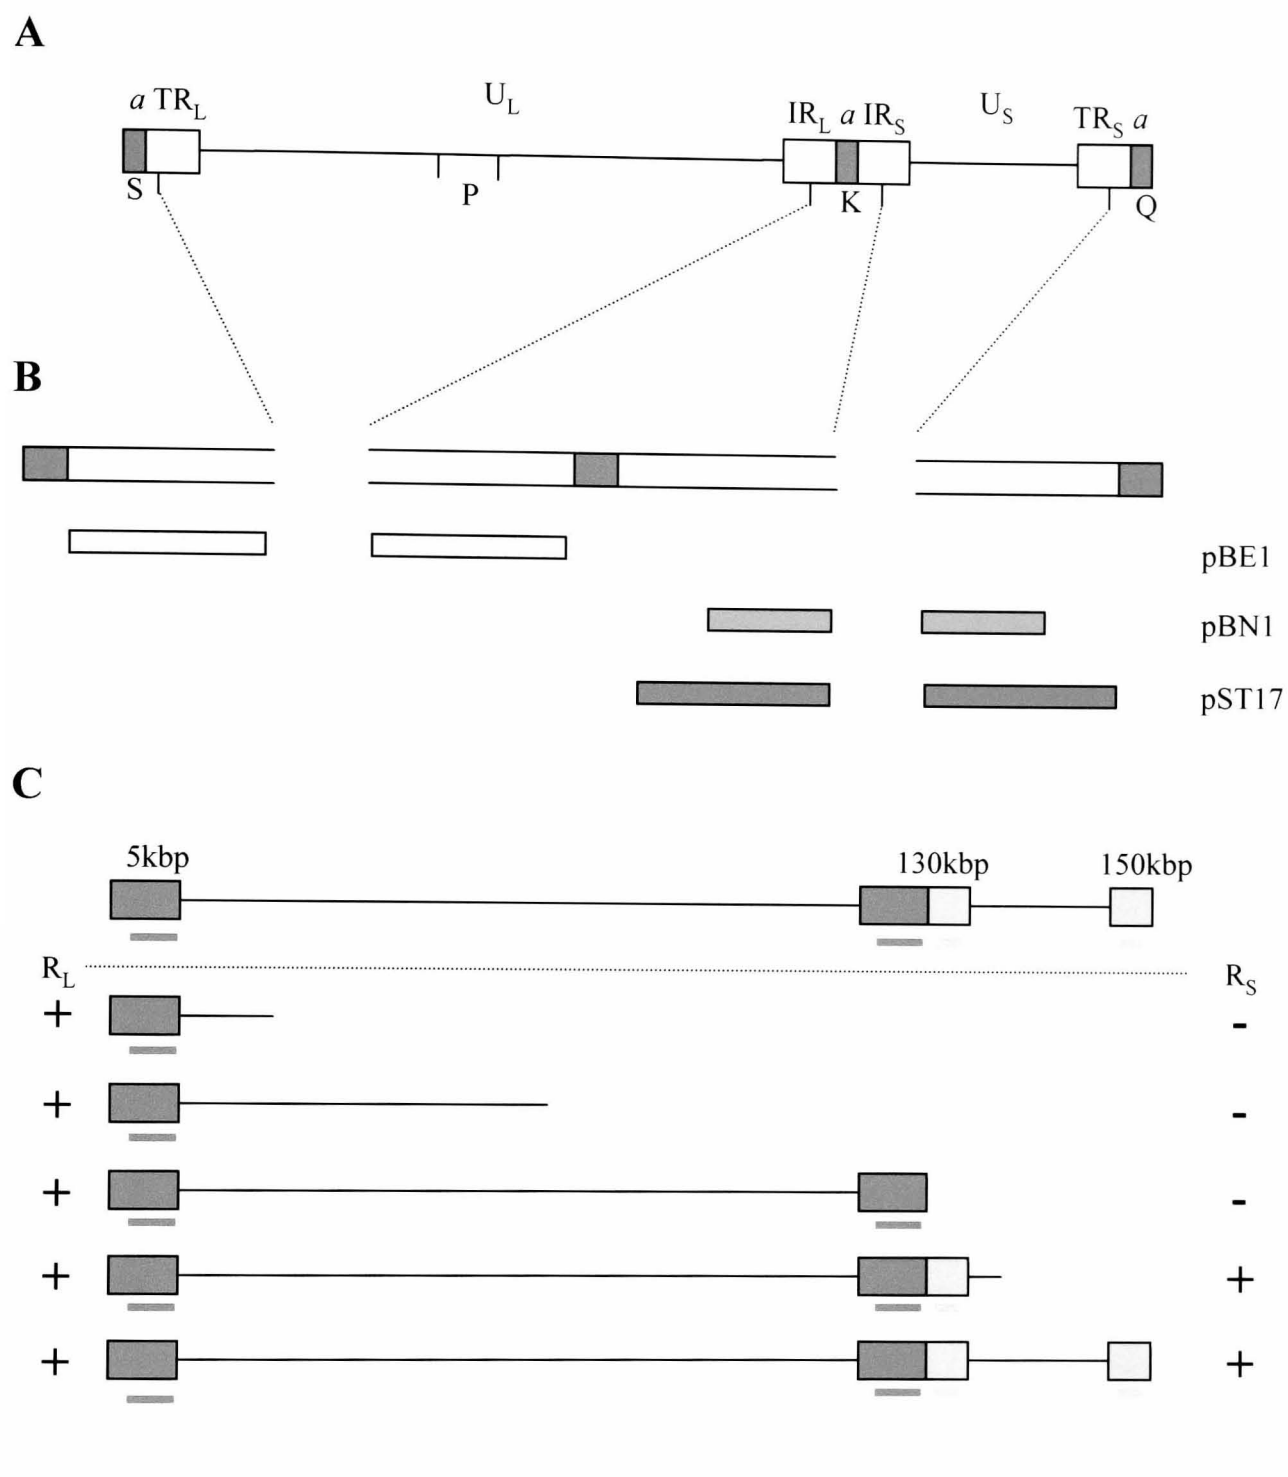 A
a TRL
UL
IRL a IRS
US
TRS a
S
P
K
Q
B
pBE1
pBN1
pST17
C
5kbp
130kbp
150kbp
RL
RS
+
-
+
-
+
-
+
+
+
+